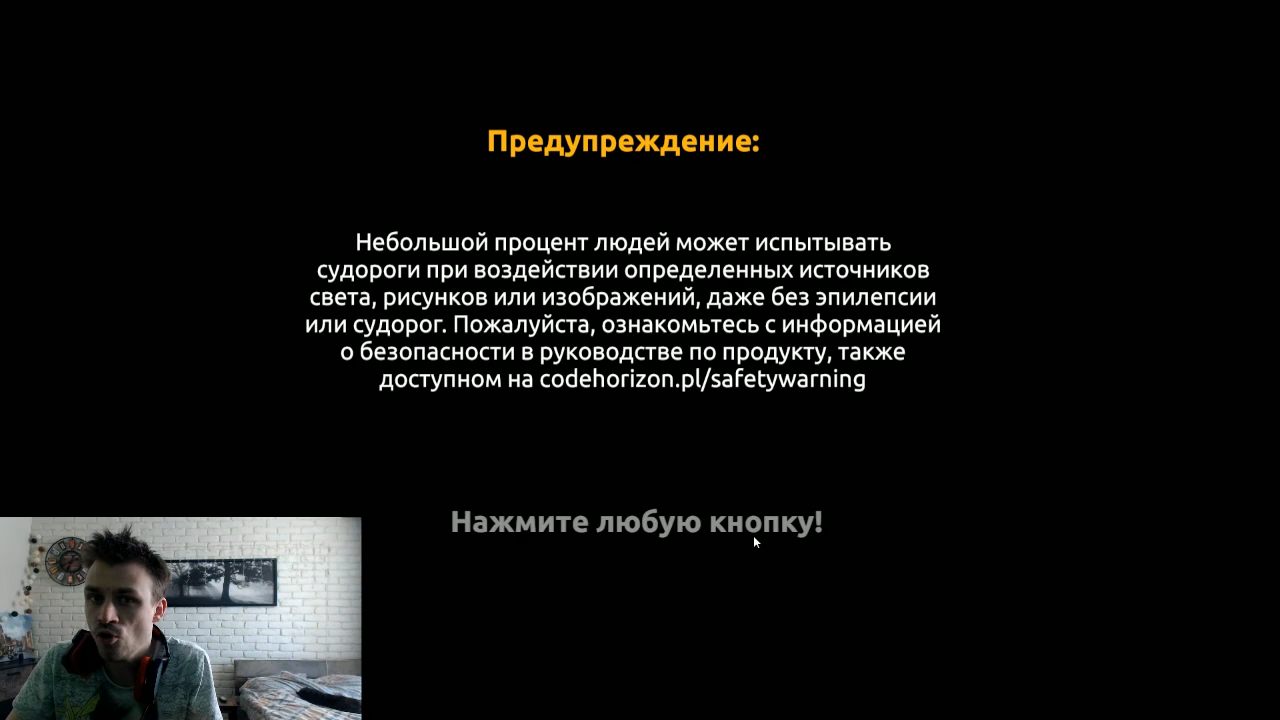 Предупреждение:
Небольшой процент людей может испытывать
судороги при воздействии определенных источников
света, рисунков или изображений, даже без эпилепсии
или судорог. Пожалуйста, ознакомьтесь с информацией
о безопасности в руководстве по продукту, также
доступном на codehorizon.pl/safetywarning
Нажмите любую кнопку!